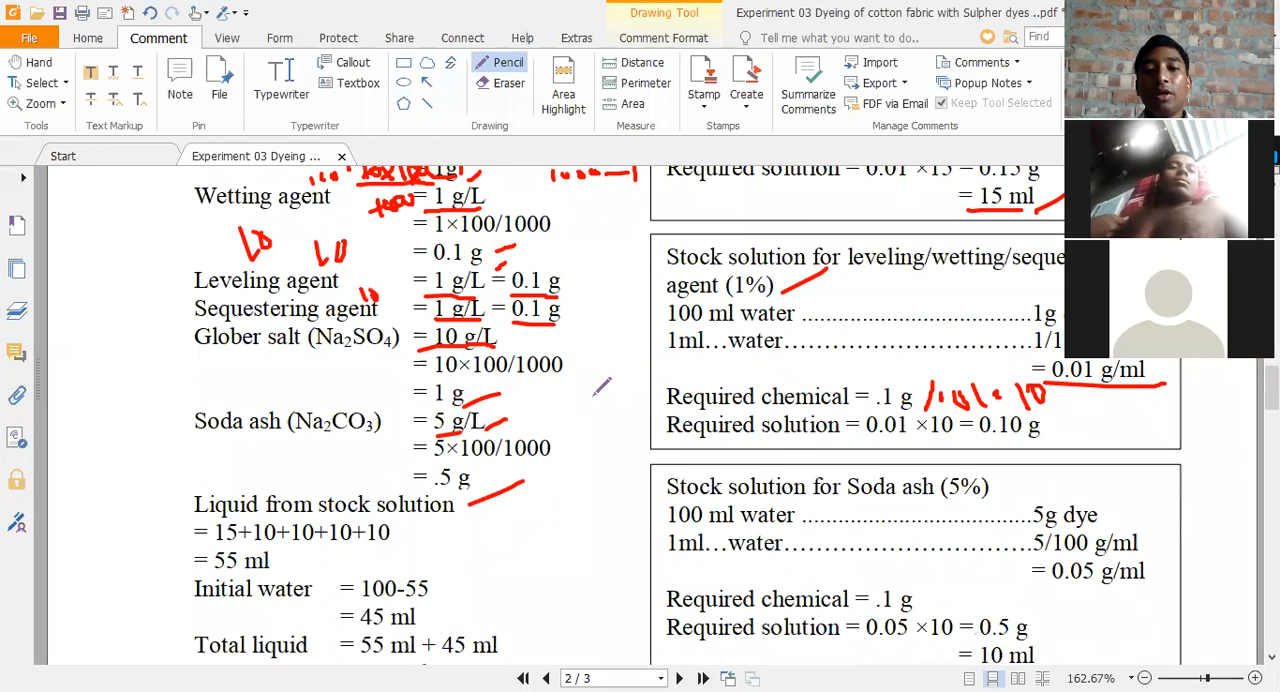 Drawing Tool
Experiment 03 Dyeing of cotton fabric with Sulpher dyes ..pdf *
File Home Comment View Form Protect Share Connect Help Extras Comment Format Tell me what you want to do.. Find
Hand
Select
Zoom
Tools
Text Markup
Note
File
Pin
Typewriter
Callout
Textbox
Typewriter
Pencil
Eraser
Drawing
Area Highlight
Distance
Perimeter
Area
Measure
Stamp
Create
Stamps
Summarize Comments
Import
Export
PDF via Email
Comments
Popup Notes
Keep Tool Selected
Manage Comments
Start
Experiment 03 Dyeing ...
Wetting agent = 1 g/L
= 1×100/1000
= 0.1 g
10 10
Leveling agent = 1 g/L = 0.1 g
10
Sequestering agent = 1 g/L = 0.1 g
Glober salt (Na₂SO₄) = 10 g/L
= 10×100/1000
= 1 g
Soda ash (Na₂CO₃) = 5 g/L
= 5×100/1000
= .5 g
Liquid from stock solution
= 15+10+10+10+10
= 55 ml
Initial water = 100-55
= 45 ml
Total liquid = 55 ml + 45 ml
Required solution = 0.01 ×15 = 0.15 g
= 15 ml
Stock solution for leveling/wetting/seque
agent (1%)
100 ml water ........................................1g
1ml…water……………………………1/1
= 0.01 g/ml
Required chemical = .1 g
Required solution = 0.01 ×10 = 0.10 g
Stock solution for Soda ash (5%)
100 ml water ........................................5g dye
1ml…water……………………………5/100 g/ml
= 0.05 g/ml
Required chemical = .1 g
Required solution = 0.05 ×10 = 0.5 g
= 10 ml
2 / 3
162.67%